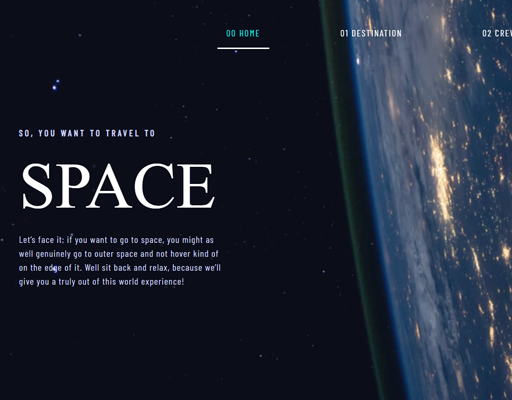 00 HOME
01 DESTINATION
02 CREW
SO, YOU WANT TO TRAVEL TO
SPACE
Let's face it: if you want to go to space, you might as
well genuinely go to outer space and not hover kind of
on the edge of it. Well sit back and relax, because we'll
give you a truly out of this world experience!